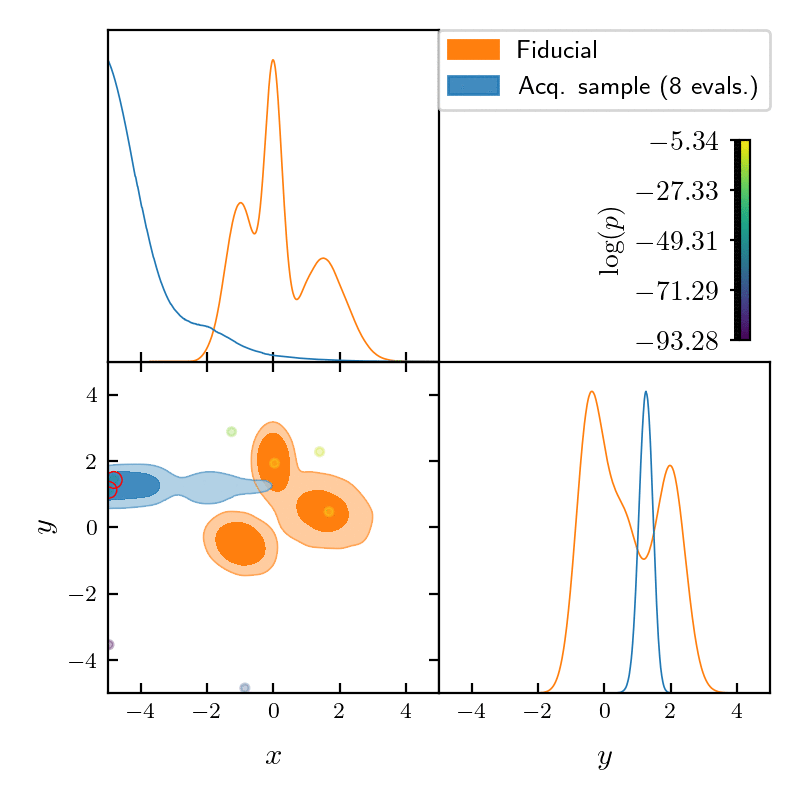 Fiducial
Acq. sample (8 evals.)
−5.34
−27.33
−49.31
−71.29
−93.28
log(p)
4
2
0
−2
−4
y
−4 −2 0 2 4
x
−4 −2 0 2 4
y